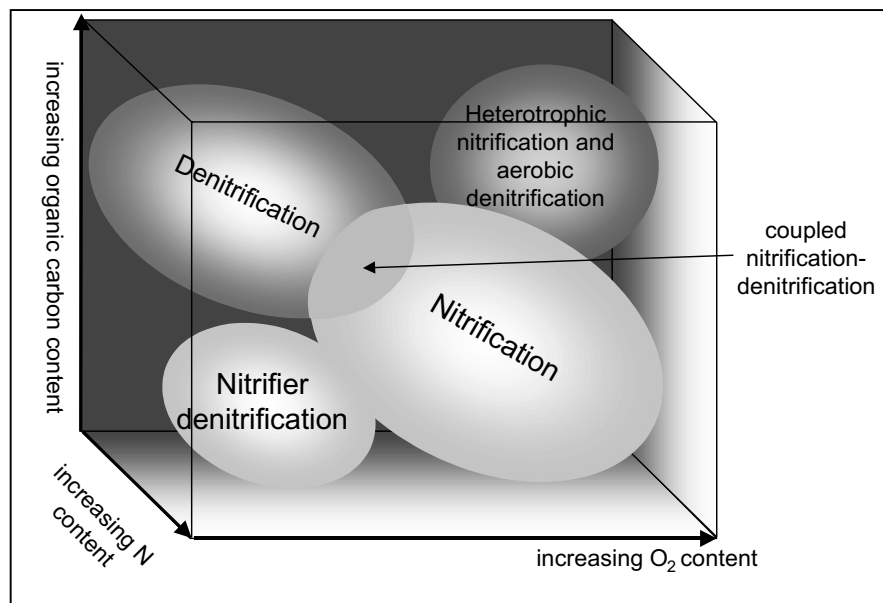 increasing organic carbon content
Denitrification
Heterotrophic
nitrification and
aerobic
denitrification
coupled
nitrification-
denitrification
Nitrification
Nitrifier
denitrification
increasing N
content
increasing O₂ content